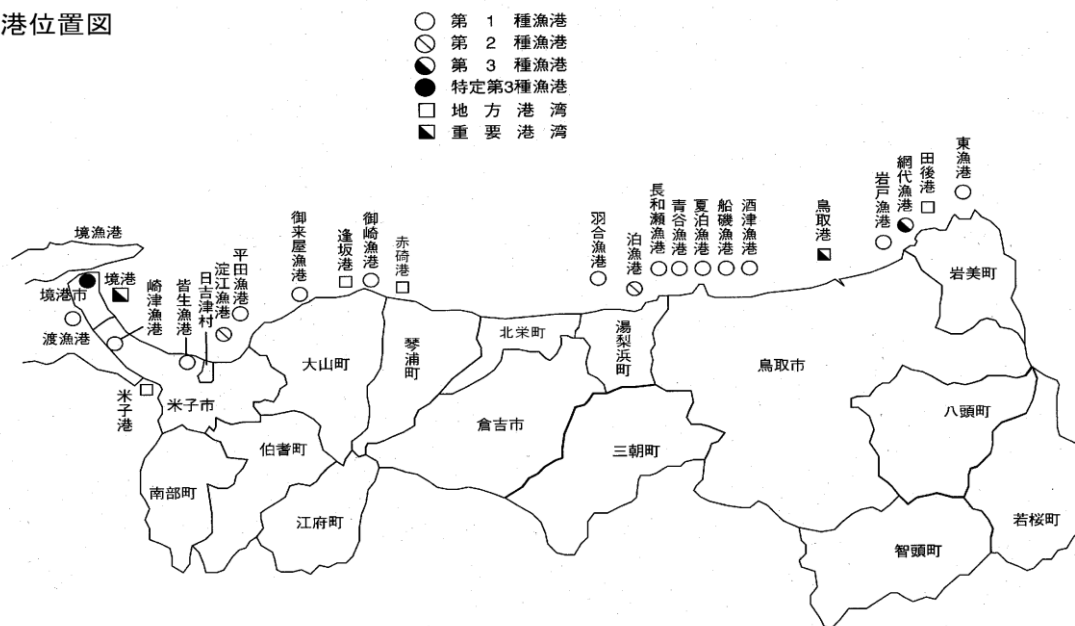 港位置図
第1種漁港
第2種漁港
第3種漁港
特定第3種漁港
地方港湾
重要港湾
境漁港
境港市
境港
渡漁港
崎津漁港
皆生漁港
日吉津村
淀江漁港
平田漁港
米子港
米子市
御来屋漁港
逢坂港
御崎漁港
赤碕港
羽合漁港
泊漁港
長和瀬漁港
青谷漁港
夏泊漁港
船磯漁港
酒津漁港
鳥取港
岩戸漁港
網代漁港
田後港
東漁港
大山町
琴浦町
北栄町
湯梨浜町
鳥取市
岩美町
八頭町
倉吉市
三朝町
伯耆町
南部町
江府町
智頭町
若桜町